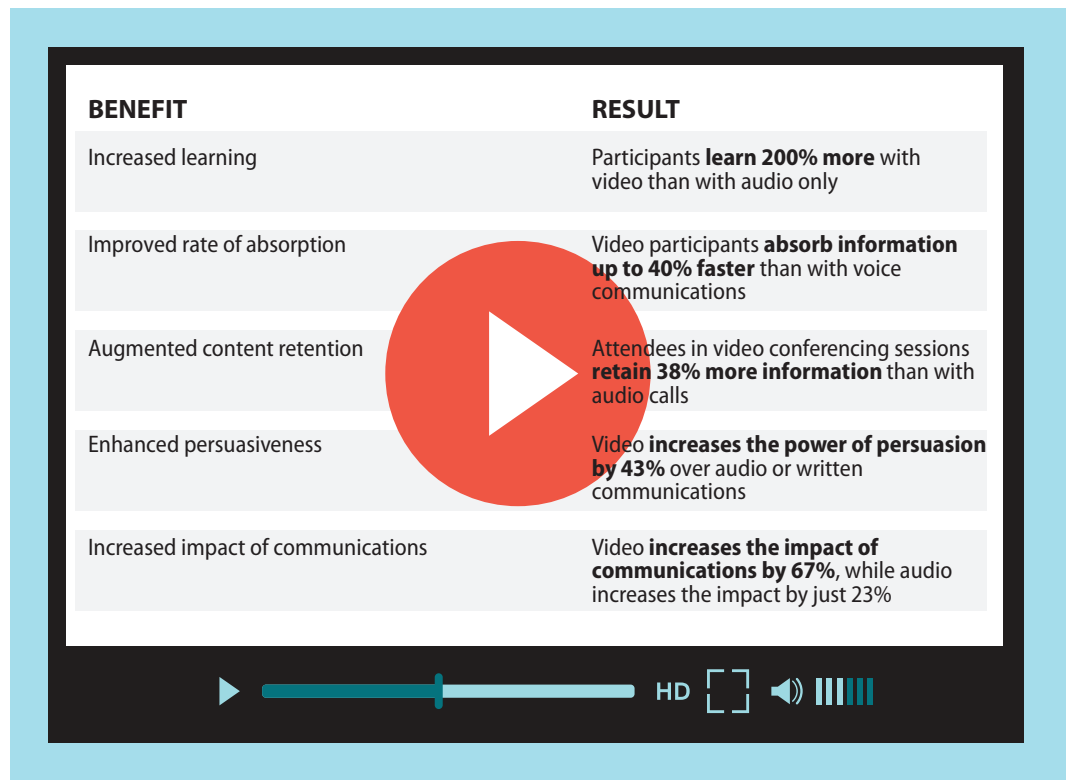 BENEFIT
RESULT
Increased learning
Participants learn 200% more with
video than with audio only
Improved rate of absorption
Video participants absorb information
up to 40% faster than with voice
communications
Augmented content retention
Attendees in video conferencing sessions
retain 38% more information than with
audio calls
Enhanced persuasiveness
Video increases the power of persuasion
by 43% over audio or written
communications
Increased impact of communications
Video increases the impact of
communications by 67%, while audio
increases the impact by just 23%
HD